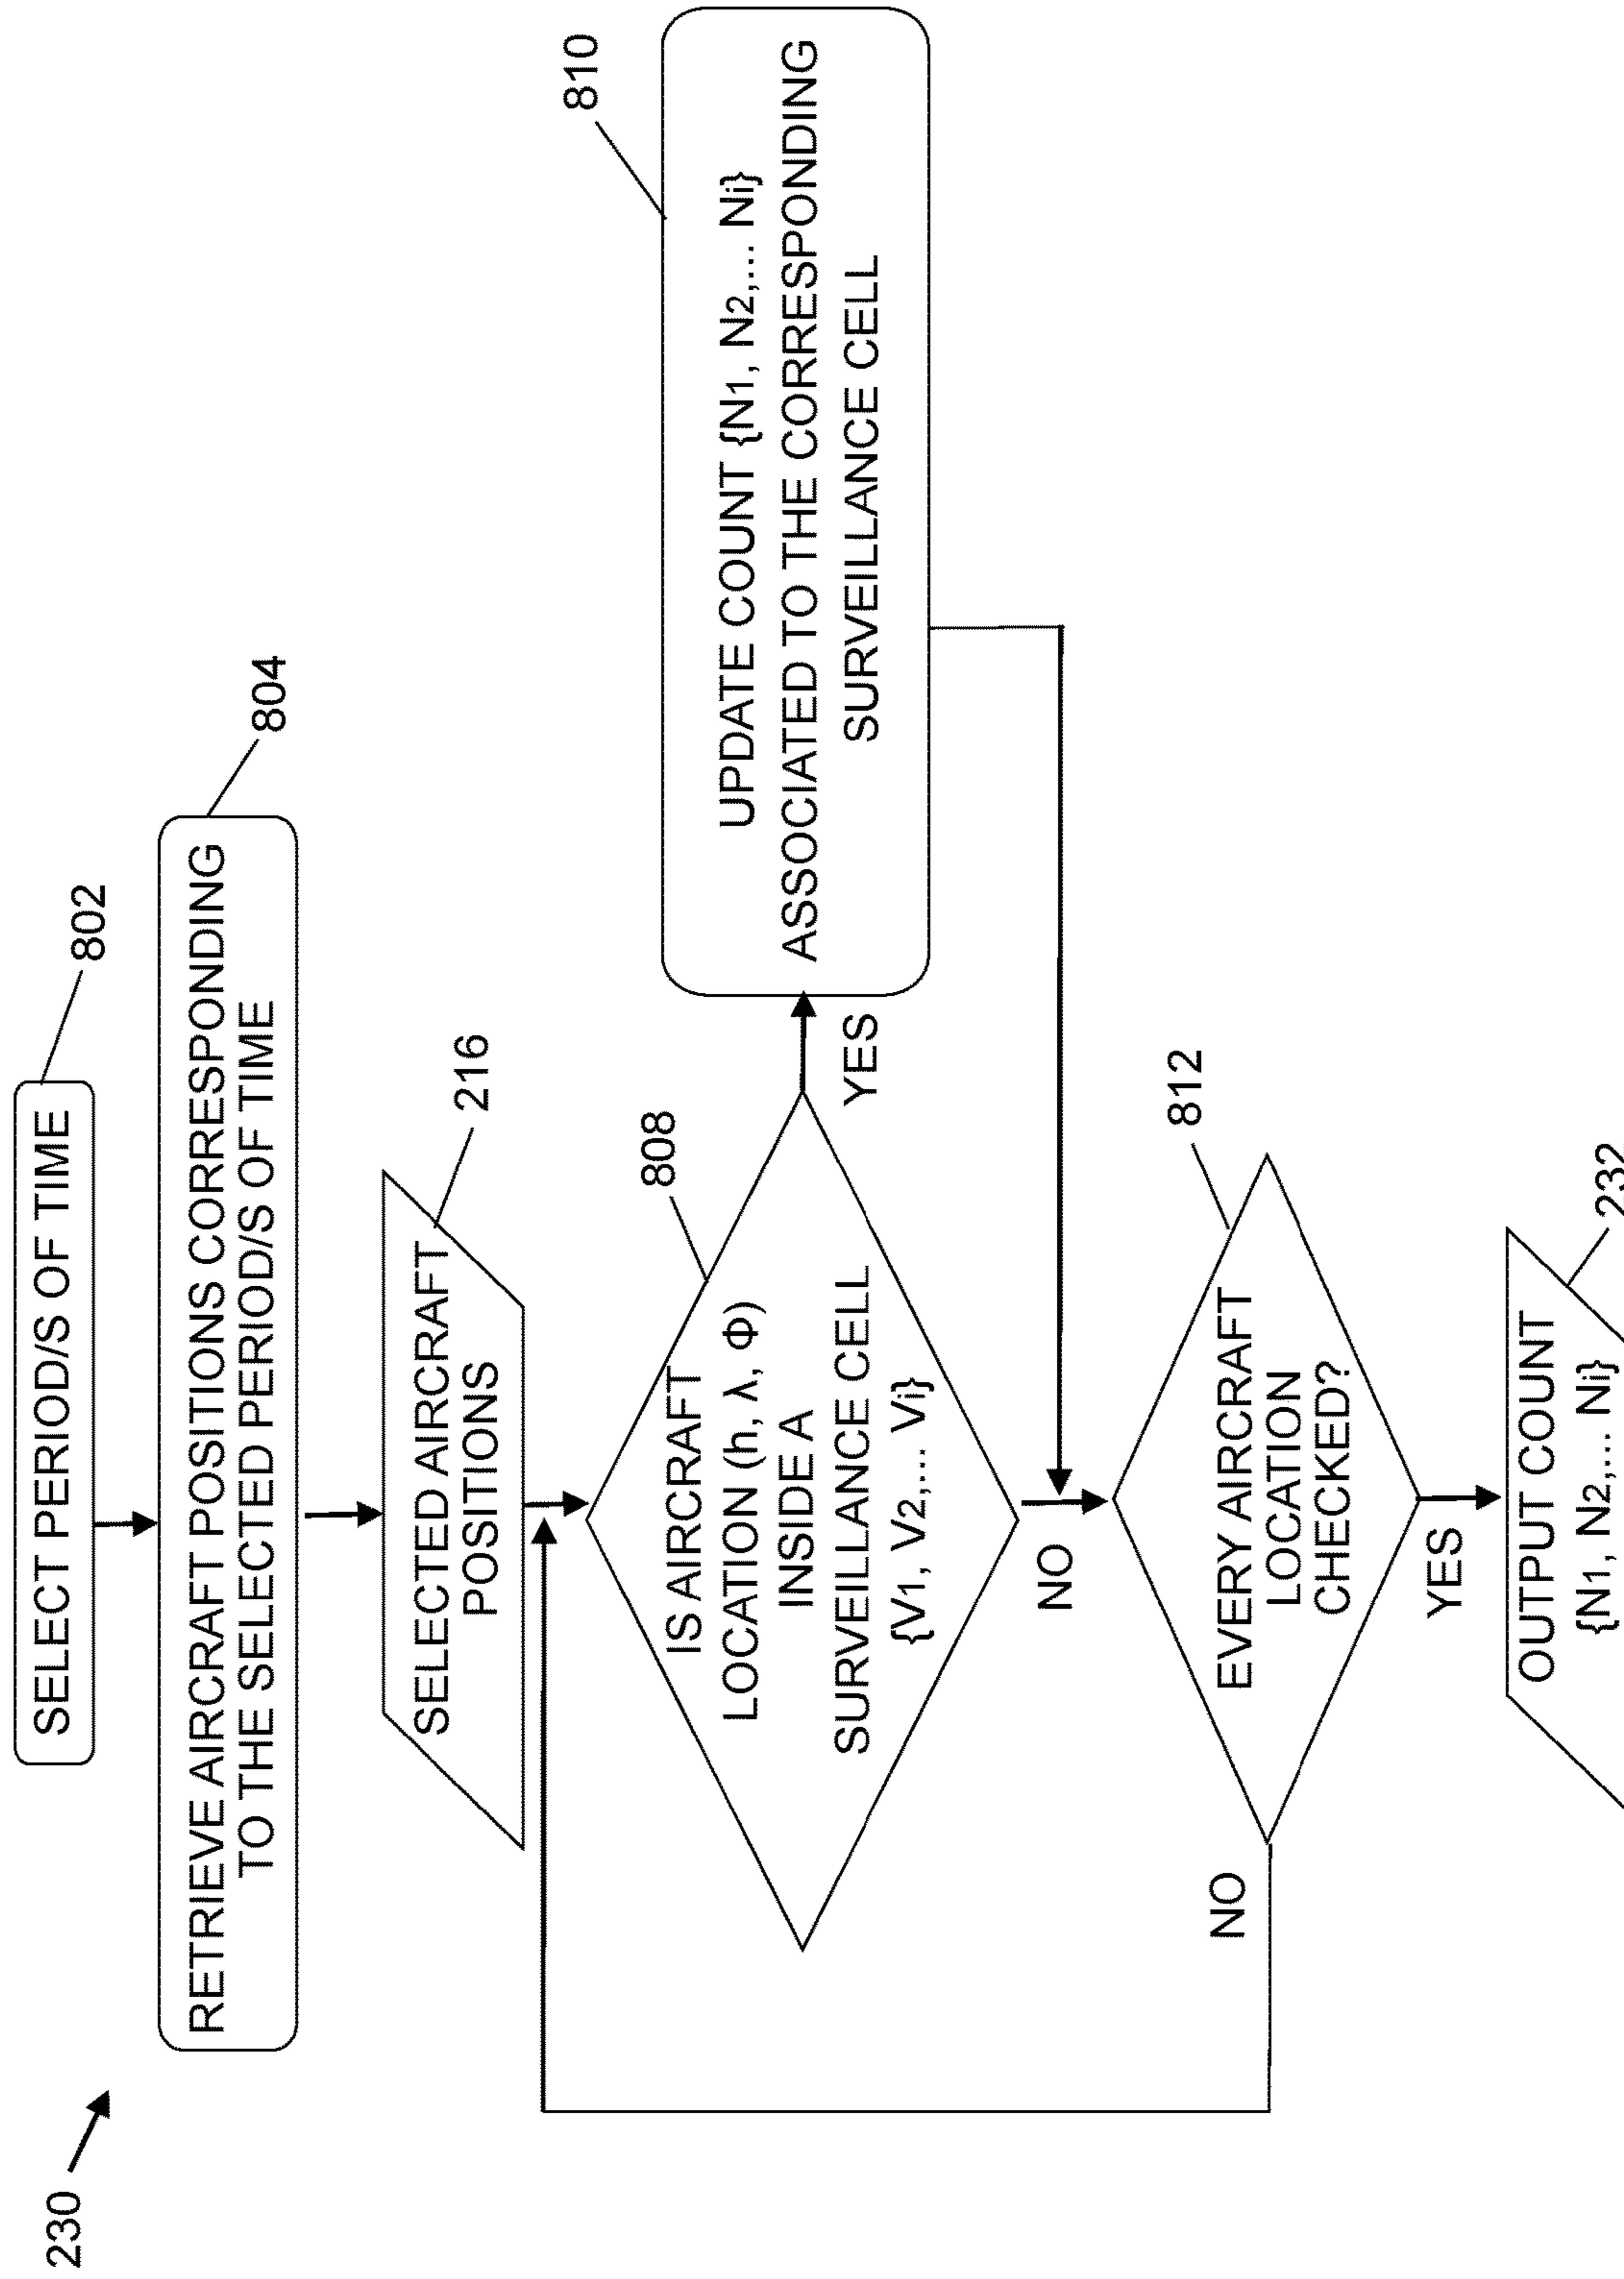 230
SELECT PERIOD/S OF TIME
802
RETRIEVE AIRCRAFT POSITIONS CORRESPONDING
TO THE SELECTED PERIOD/S OF TIME
804
SELECTED AIRCRAFT
POSITIONS
216
IS AIRCRAFT
LOCATION (h, λ, Φ)
INSIDE A
SURVEILLANCE CELL
{V1, V2,... Vi}
808
YES
UPDATE COUNT {N1, N2,... Ni}
ASSOCIATED TO THE CORRESPONDING
SURVEILLANCE CELL
810
NO
EVERY AIRCRAFT
LOCATION
CHECKED?
812
NO
YES
OUTPUT COUNT
{N1, N2,... Ni}
232